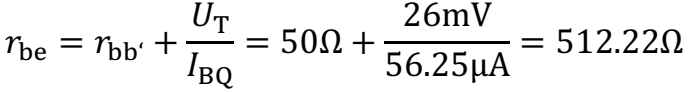 r_be = r_bb‘ + U_T/I_BQ = 50Ω + 26mV/56.25μA = 512.22Ω